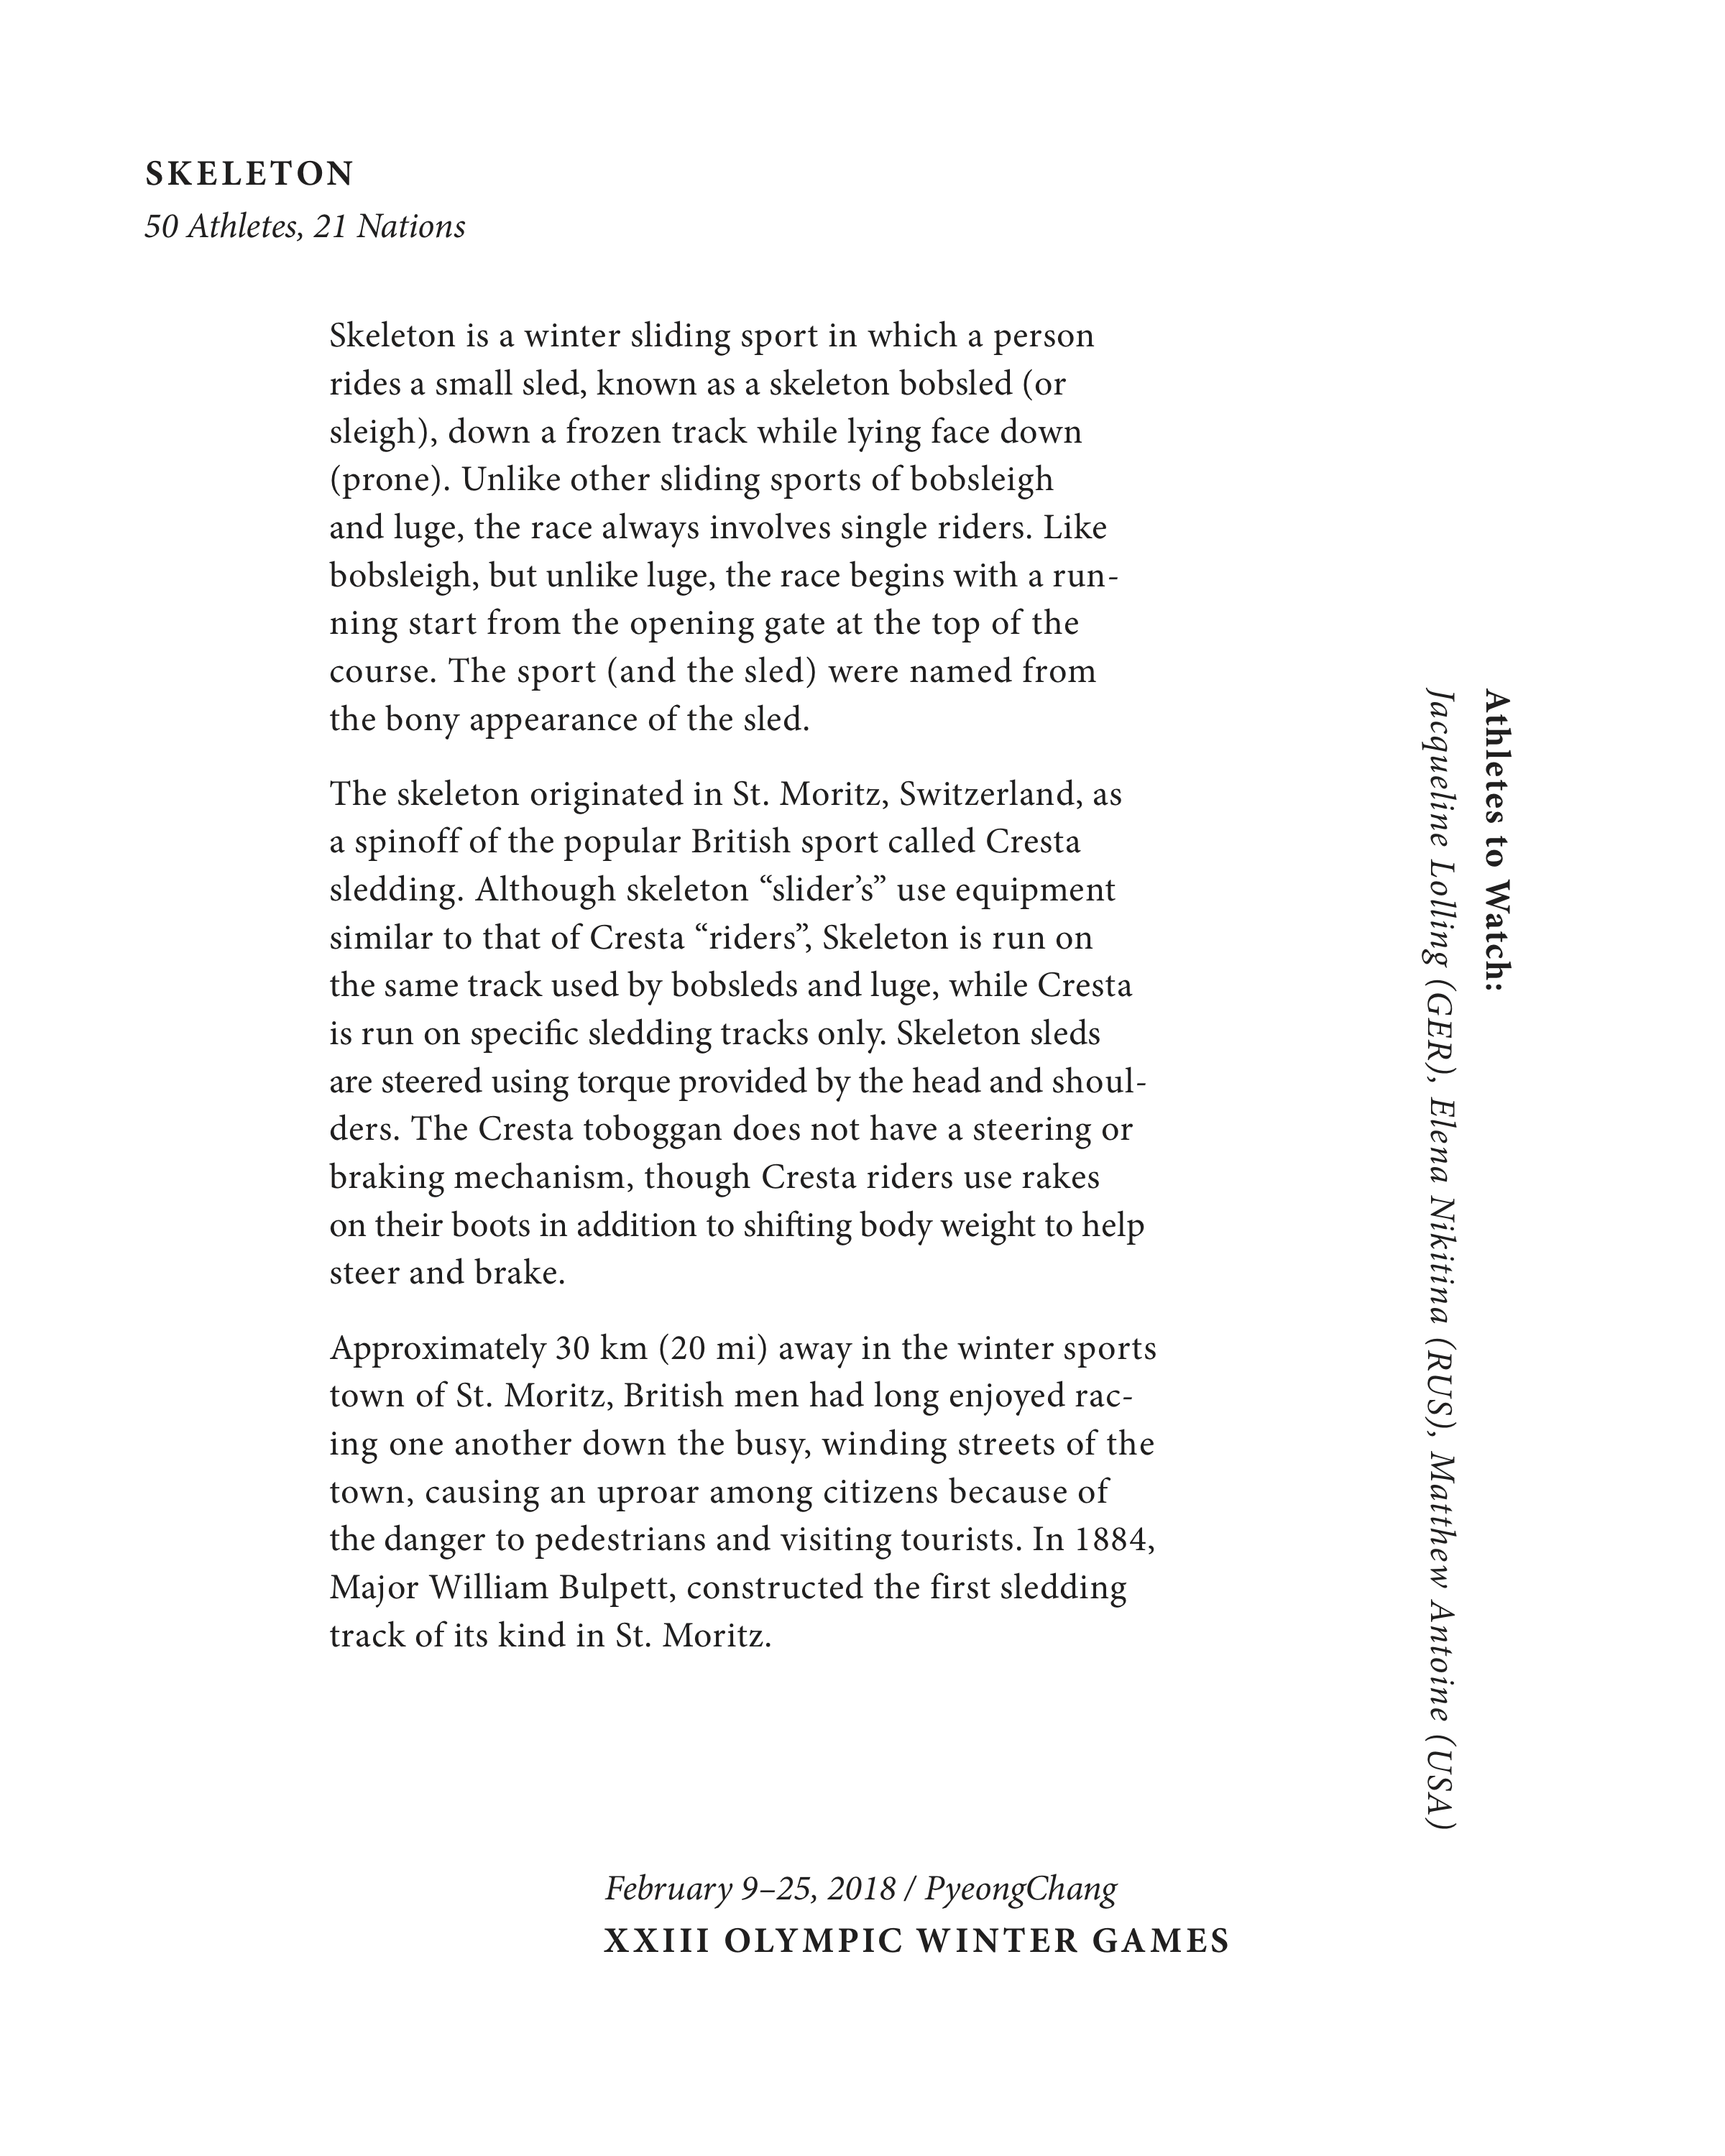 SKELETON
50 Athletes, 21 Nations
Skeleton is a winter sliding sport in which a person
rides a small sled, known as a skeleton bobsled (or
sleigh), down a frozen track while lying face down
(prone). Unlike other sliding sports of bobsleigh
and luge, the race always involves single riders. Like
bobsleigh, but unlike luge, the race begins with a run-
ning start from the opening gate at the top of the
course. The sport (and the sled) were named from
the bony appearance of the sled.
The skeleton originated in St. Moritz, Switzerland, as
a spinoff of the popular British sport called Cresta
sledding. Although skeleton “slider’s” use equipment
similar to that of Cresta “riders”, Skeleton is run on
the same track used by bobsleds and luge, while Cresta
is run on specific sledding tracks only. Skeleton sleds
are steered using torque provided by the head and shoul-
ders. The Cresta toboggan does not have a steering or
braking mechanism, though Cresta riders use rakes
on their boots in addition to shifting body weight to help
steer and brake.
Approximately 30 km (20 mi) away in the winter sports
town of St. Moritz, British men had long enjoyed rac-
ing one another down the busy, winding streets of the
town, causing an uproar among citizens because of
the danger to pedestrians and visiting tourists. In 1884,
Major William Bulpett, constructed the first sledding
track of its kind in St. Moritz.
Athletes to Watch:
Jacqueline Lolling (GER), Elena Nikitina (RUS), Matthew Antoine (USA)
February 9–25, 2018 / PyeongChang
XXIII OLYMPIC WINTER GAMES